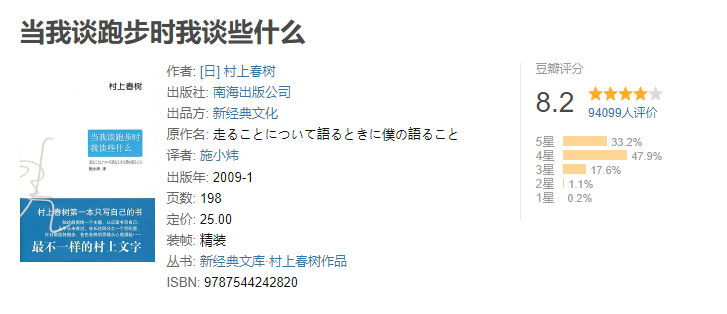 当我谈跑步时我谈些什么
村上春树
当我谈跑步时
我谈些什么
走ることについて語るときに僕の語ること
施小炜 译
村上春树第一本只写自己的书
最不一样的村上文字
作者: [日] 村上春树
出版社: 南海出版公司
出品方: 新经典文化
原作名: 走ることについて語るときに僕の語ること
译者: 施小炜
出版年: 2009-1
页数: 198
定价: 25.00
装帧: 精装
丛书: 新经典文库·村上春树作品
ISBN: 9787544242820
豆瓣评分
8.2
94099人评价
5星 33.2%
4星 47.9%
3星 17.6%
2星 1.1%
1星 0.2%